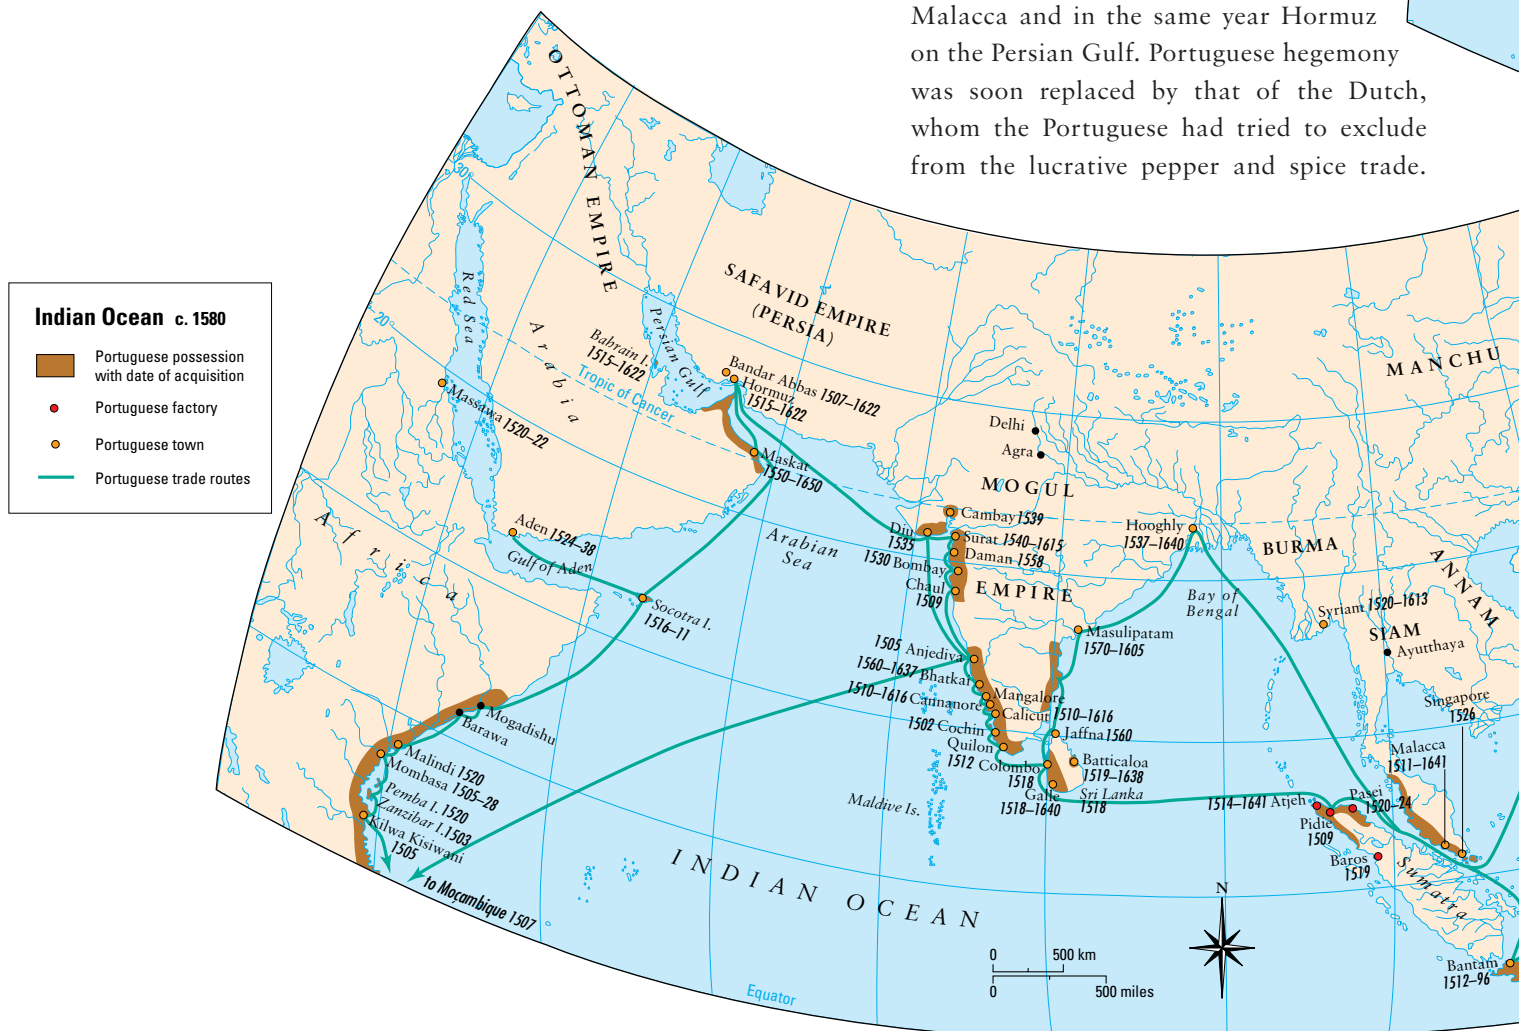 Malacca and in the same year Hormuz
on the Persian Gulf. Portuguese hegemony
was soon replaced by that of the Dutch,
whom the Portuguese had tried to exclude
from the lucrative pepper and spice trade.
Indian Ocean c. 1580
Portuguese possession
with date of acquisition
Portuguese factory
Portuguese town
Portuguese trade routes
OTTOMAN EMPIRE
30°
20°
Red Sea
Arabia
Persian Gulf
SAFAVID EMPIRE
(PERSIA)
Bahrain I.
1515–1622
Tropic of Cancer
Bandar Abbas 1507–1622
Hormuz
1515–1622
Massawa 1520–22
Maskat
1550–1650
Aden 1524–38
Gulf of Aden
Africa
Socotra I.
1516–11
Arabian
Sea
Delhi
Agra
MOGUL
EMPIRE
Cambay 1539
Diu
1535
Surat 1540–1615
Daman 1558
1530 Bombay
Chaul
1509
Hooghly
1537–1640
BURMA
MANCHU
ANNAM
Bay of
Bengal
Syriam 1520–1613
SIAM
Ayutthaya
Masulipatam
1570–1605
1505 Anjediva
1560–1637 Bhatkal
Mangalore
1510–1616 Cannanore
Calicut 1510–1616
1502 Cochin
Quilon
1512
Jaffna 1560
Colombo
1518
Batticaloa
1519–1638
Galle
1518–1640
Sri Lanka
1518
Maldive Is.
Singapore
1526
Malacca
1511–1641
1514–1641 Atjeh
Pasei
1520–24
Pidie
1509
Baros
1519
Sumatra
Bantam
1512–96
Mogadishu
Barawa
Malindi 1520
Mombasa 1505–28
Pemba I. 1520
Zanzibar I. 1503
Kilwa Kisiwani
1505
to Moçambique 1507
INDIAN OCEAN
N
0 500 km
0 500 miles
Equator